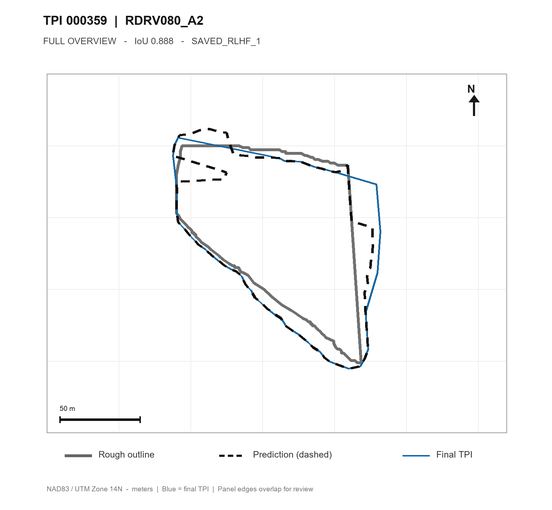 TPI 000359 | RDRV080_A2
FULL OVERVIEW - IoU 0.888 - SAVED_RLHF_1
N
50 m
Rough outline
Prediction (dashed)
Final TPI
NAD83 / UTM Zone 14N - meters | Blue = final TPI | Panel edges overlap for review